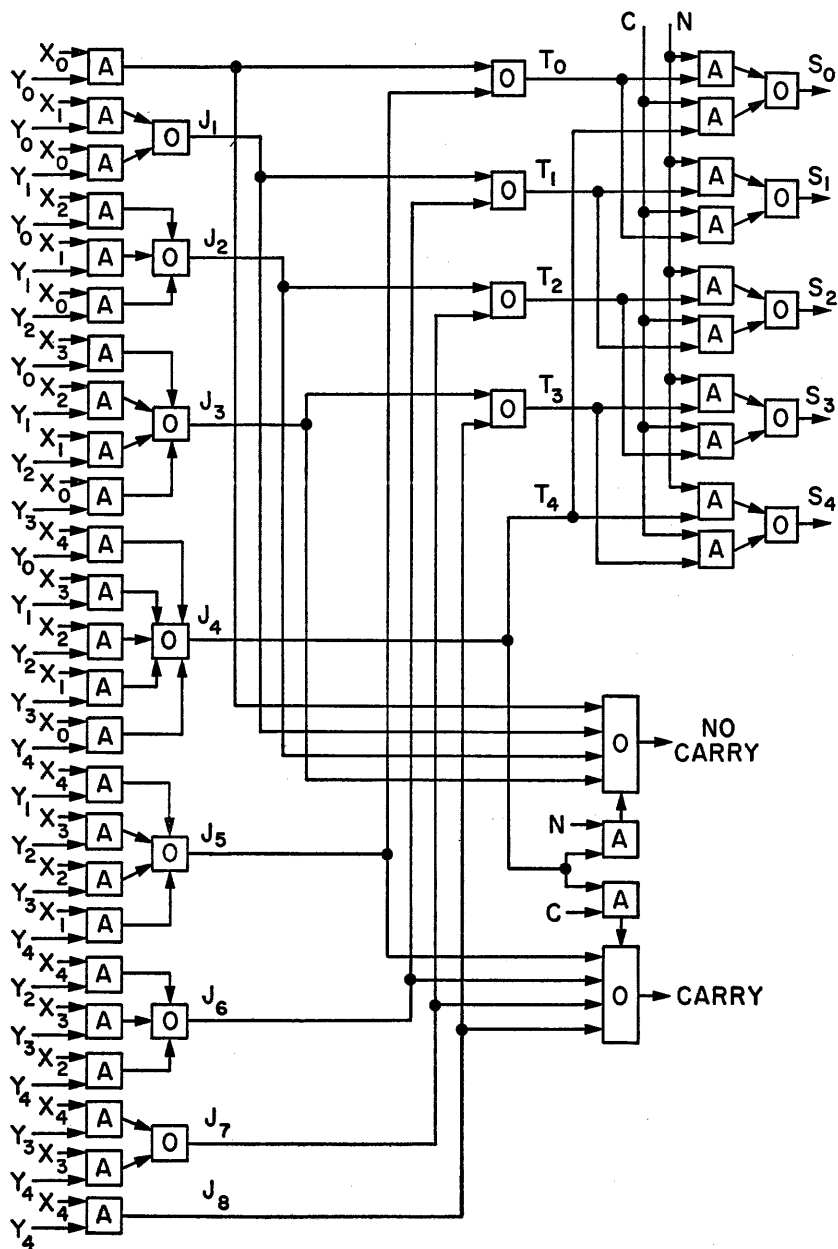 C N
X₀
Y₀ A
X₁
Y₀ A
X₀
Y₁ A
O J₁
X₂
Y₀ A
X₁
Y₁ A
X₀
Y₂ A
O J₂
X₃
Y₀ A
X₂
Y₁ A
X₁
Y₂ A
X₀
Y₃ A
O J₃
X₄
Y₀ A
X₃
Y₁ A
X₂
Y₂ A
X₁
Y₃ A
X₀
Y₄ A
O J₄
X₄
Y₁ A
X₃
Y₂ A
X₂
Y₃ A
X₁
Y₄ A
O J₅
X₄
Y₂ A
X₃
Y₃ A
X₂
Y₄ A
O J₆
X₄
Y₃ A
X₃
Y₄ A
O J₇
X₄
Y₄ A
J₈
O T₀
O T₁
O T₂
O T₃
T₄
A A O S₀
A A O S₁
A A O S₂
A A O S₃
A A O S₄
O NO
CARRY
N A
C A
O CARRY